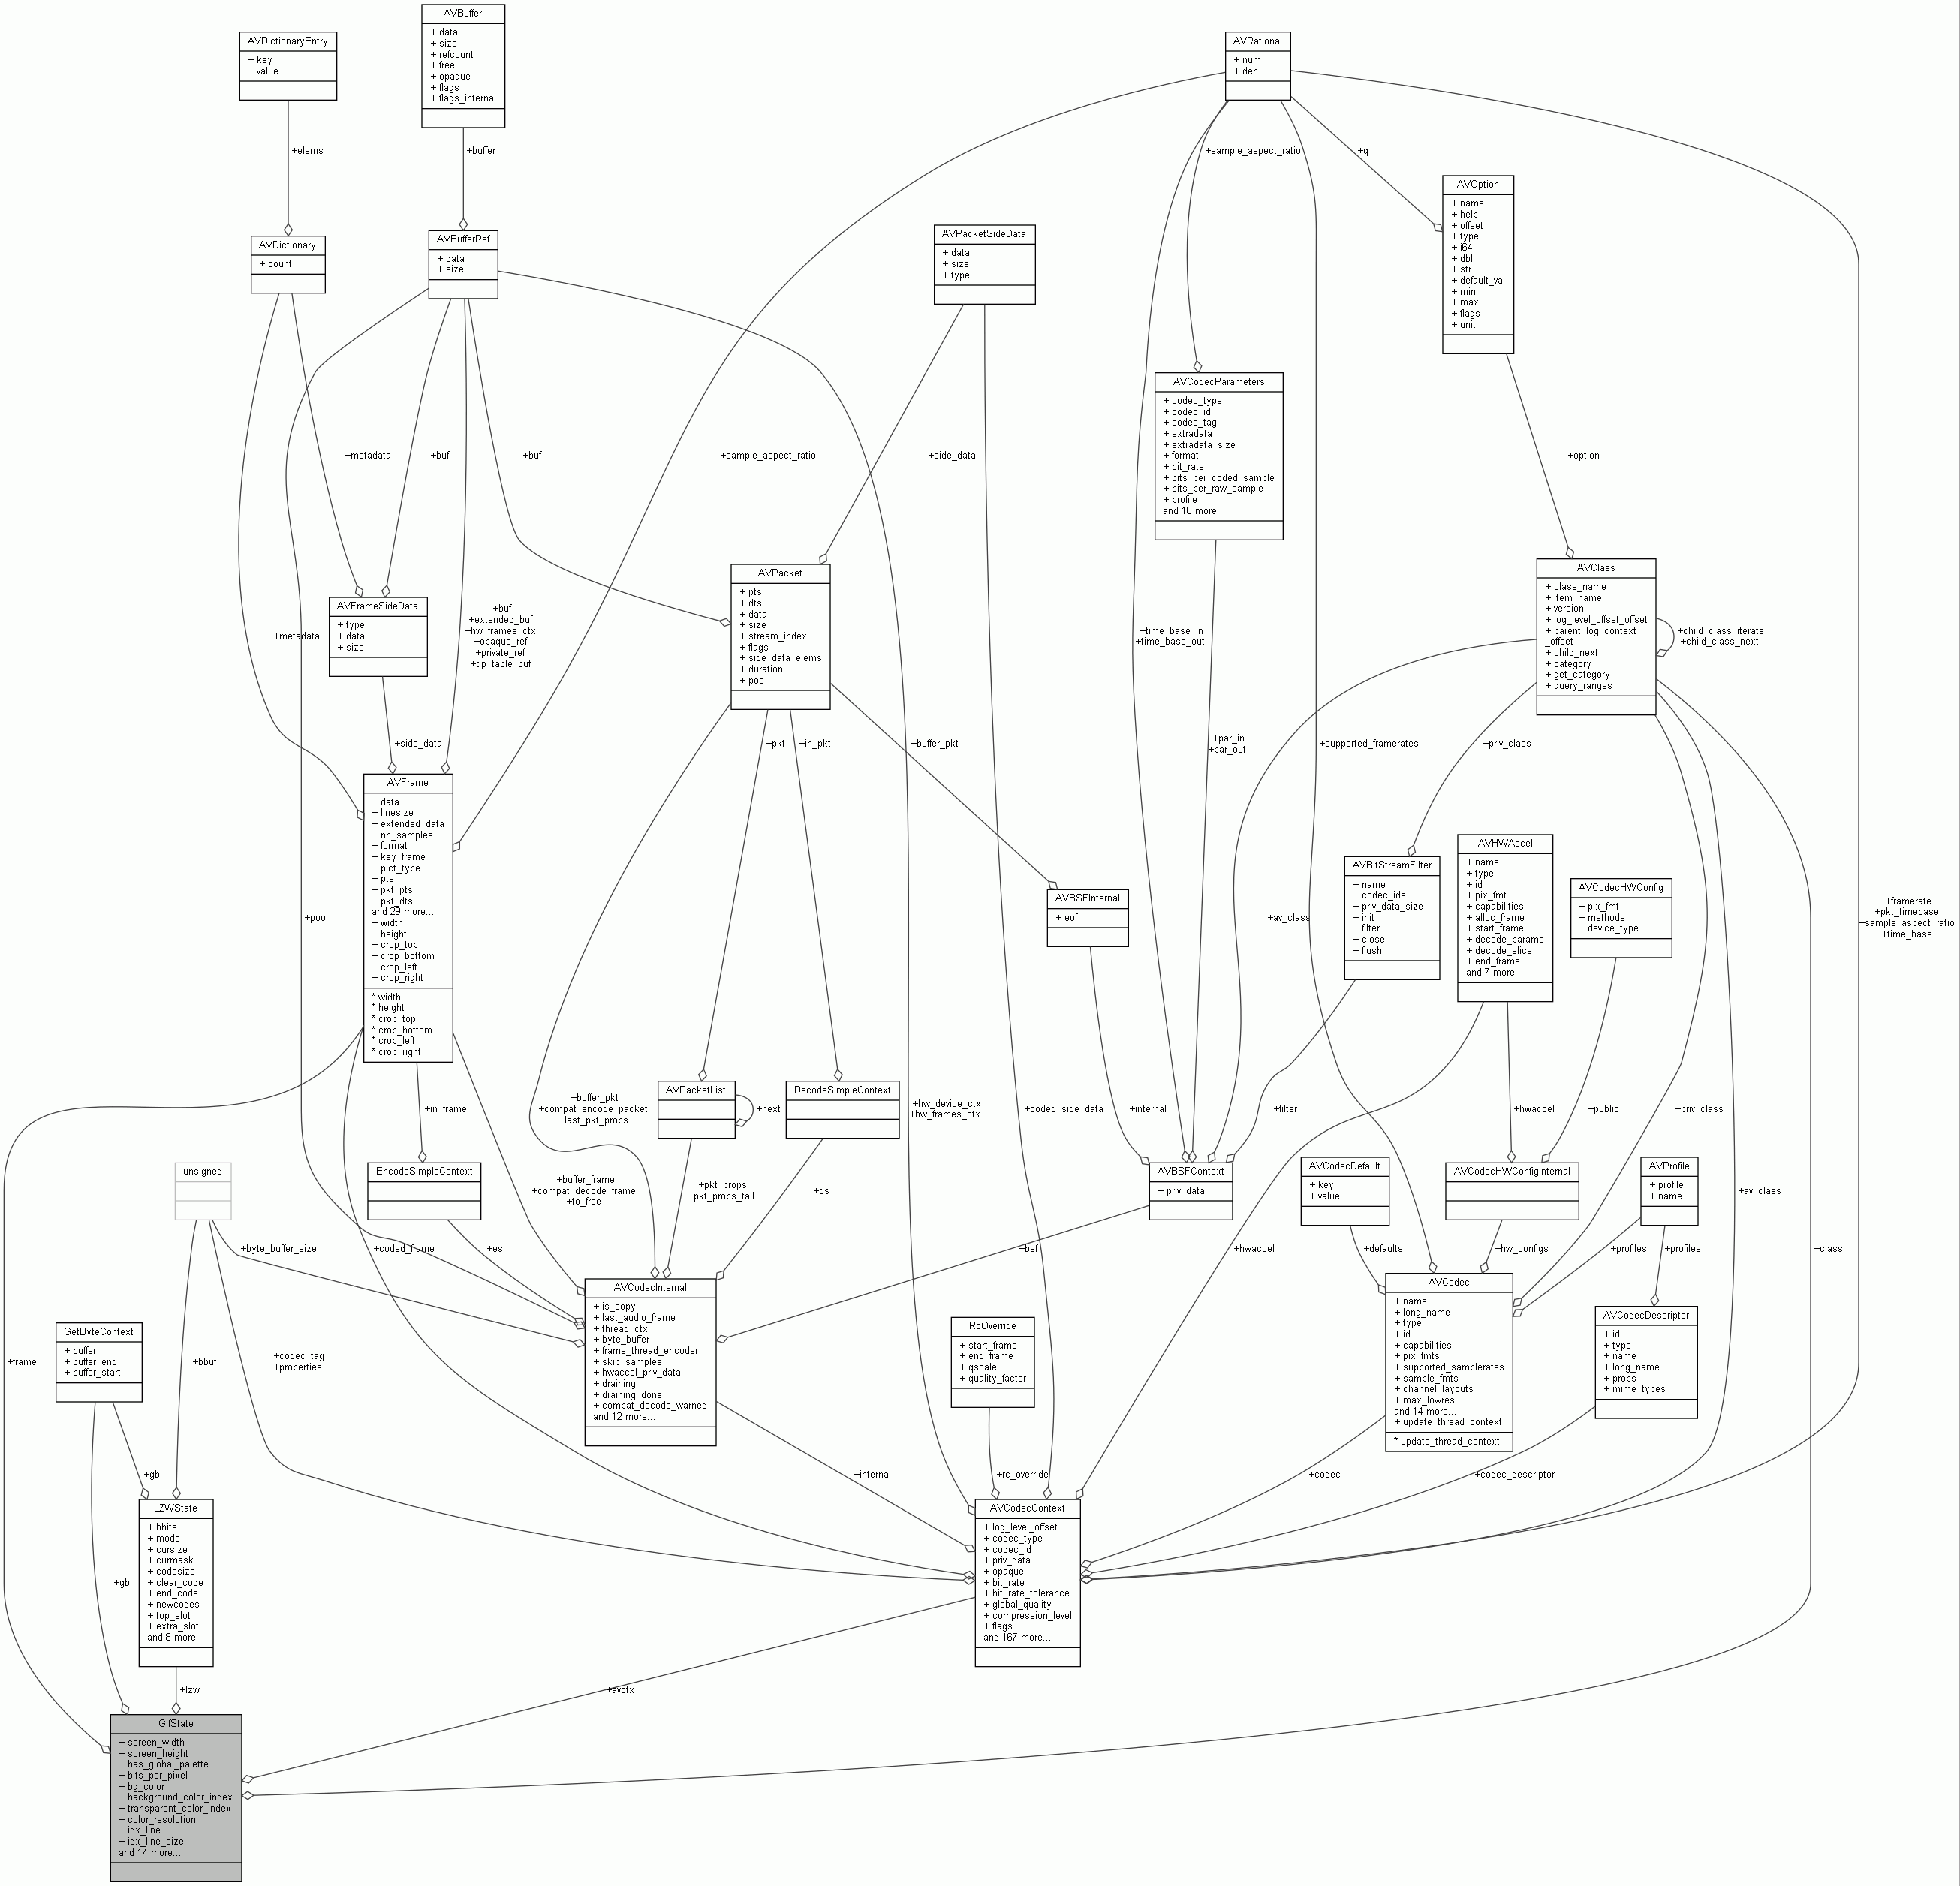 AVBuffer
+ data
+ size
+ refcount
+ free
+ opaque
+ flags
+ flags_internal
AVDictionaryEntry
+ key
+ value
AVRational
+ num
+ den
+elems
+buffer
+sample_aspect_ratio
+q
AVOption
+ name
+ help
+ offset
+ type
+ i64
+ dbl
+ str
+ default_val
+ min
+ max
+ flags
+ unit
AVDictionary
+ count
AVBufferRef
+ data
+ size
AVPacketSideData
+ data
+ size
+ type
AVCodecParameters
+ codec_type
+ codec_id
+ codec_tag
+ extradata
+ extradata_size
+ format
+ bit_rate
+ bits_per_coded_sample
+ bits_per_raw_sample
+ profile
and 18 more...
+metadata
+buf
+buf
+sample_aspect_ratio
+side_data
+option
AVClass
+ class_name
+ item_name
+ version
+ log_level_offset_offset
+ parent_log_context
_offset
+ child_next
+ category
+ get_category
+ query_ranges
+child_class_iterate
+child_class_next
AVPacket
+ pts
+ dts
+ data
+ size
+ stream_index
+ flags
+ side_data_elems
+ duration
+ pos
AVFrameSideData
+ type
+ data
+ size
+metadata
+buf
+extended_buf
+hw_frames_ctx
+opaque_ref
+private_ref
+qp_table_buf
+time_base_in
+time_base_out
+side_data
+pkt
+in_pkt
+buffer_pkt
+par_in
+par_out
+supported_framerates
+priv_class
AVFrame
+ data
+ linesize
+ extended_data
+ nb_samples
+ format
+ key_frame
+ pict_type
+ pts
+ pkt_pts
+ pkt_dts
and 29 more...
+ width
+ height
+ crop_top
+ crop_bottom
+ crop_left
+ crop_right
* width
* height
* crop_top
* crop_bottom
* crop_left
* crop_right
+pool
AVBSFInternal
+ eof
+av_class
AVBitStreamFilter
+ name
+ codec_ids
+ priv_data_size
+ init
+ filter
+ close
+ flush
AVHWAccel
+ name
+ type
+ id
+ pix_fmt
+ capabilities
+ alloc_frame
+ start_frame
+ decode_params
+ decode_slice
+ end_frame
and 7 more...
AVCodecHWConfig
+ pix_fmt
+ methods
+ device_type
+framerate
+pkt_timebase
+sample_aspect_ratio
+time_base
+in_frame
+buffer_pkt
+compat_encode_packet
+last_pkt_props
AVPacketList
+next
DecodeSimpleContext
+hw_device_ctx
+hw_frames_ctx
+coded_side_data
+internal
+filter
+hwaccel
+public
+priv_class
unsigned
EncodeSimpleContext
+buffer_frame
+compat_decode_frame
+to_free
+pkt_props
+pkt_props_tail
+ds
AVBSFContext
+ priv_data
AVCodecDefault
+ key
+ value
AVCodecHWConfigInternal
AVProfile
+ profile
+ name
+av_class
+byte_buffer_size
+coded_frame
+es
+bsf
+hwaccel
+defaults
+hw_configs
+profiles
+profiles
+class
AVCodecInternal
+ is_copy
+ last_audio_frame
+ thread_ctx
+ byte_buffer
+ frame_thread_encoder
+ skip_samples
+ hwaccel_priv_data
+ draining
+ draining_done
+ compat_decode_warned
and 12 more...
AVCodec
+ name
+ long_name
+ type
+ id
+ capabilities
+ pix_fmts
+ supported_samplerates
+ sample_fmts
+ channel_layouts
+ max_lowres
and 14 more...
+ update_thread_context
* update_thread_context
AVCodecDescriptor
+ id
+ type
+ name
+ long_name
+ props
+ mime_types
GetByteContext
+ buffer
+ buffer_end
+ buffer_start
RcOverride
+ start_frame
+ end_frame
+ qscale
+ quality_factor
+frame
+bbuf
+codec_tag
+properties
+gb
+internal
+rc_override
+codec
+codec_descriptor
LZWState
+ bbits
+ mode
+ cursize
+ curmask
+ codesize
+ clear_code
+ end_code
+ newcodes
+ top_slot
+ extra_slot
and 8 more...
AVCodecContext
+ log_level_offset
+ codec_type
+ codec_id
+ priv_data
+ opaque
+ bit_rate
+ bit_rate_tolerance
+ global_quality
+ compression_level
+ flags
and 167 more...
+gb
+lzw
+avctx
GifState
+ screen_width
+ screen_height
+ has_global_palette
+ bits_per_pixel
+ bg_color
+ background_color_index
+ transparent_color_index
+ color_resolution
+ idx_line
+ idx_line_size
and 14 more...